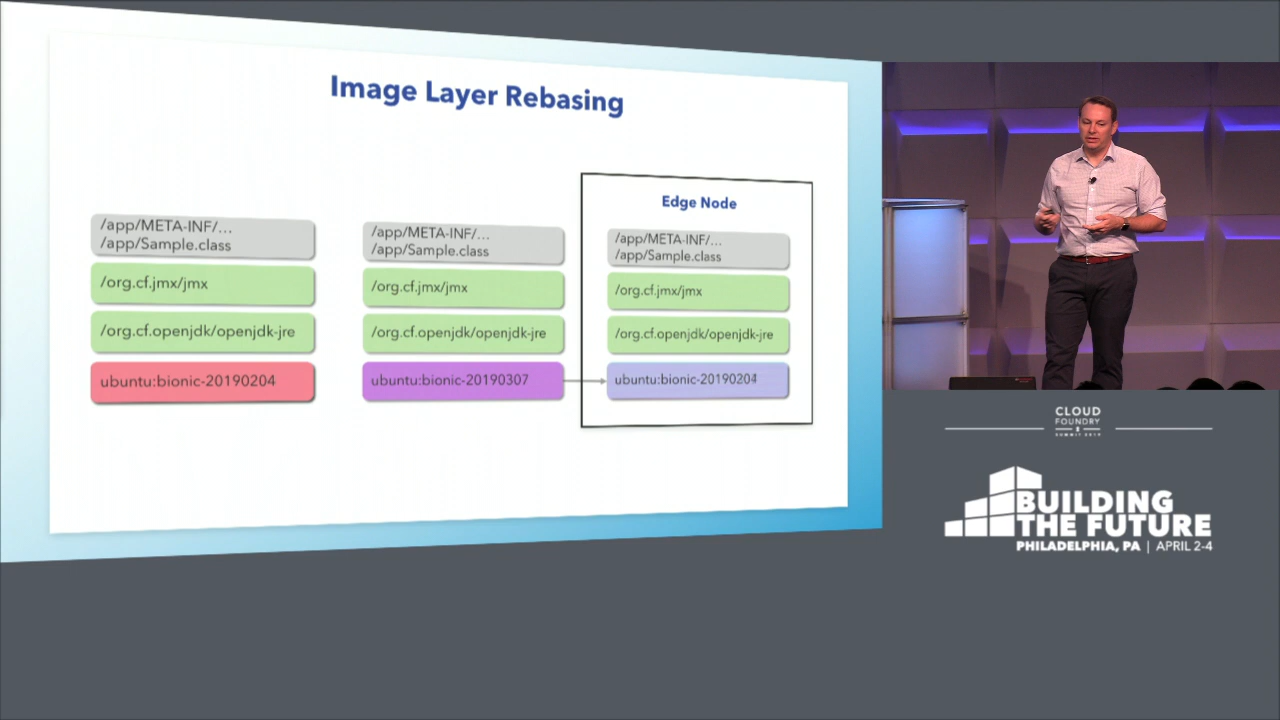 Image Layer Rebasing
/app/META-INF/...
/app/Sample.class
/org.cf.jmx/jmx
/org.cf.openjdk/openjdk-jre
ubuntu:bionic-20190204
/app/META-INF/...
/app/Sample.class
/org.cf.jmx/jmx
/org.cf.openjdk/openjdk-jre
ubuntu:bionic-20190307
Edge Node
/app/META-INF/...
/app/Sample.class
/org.cf.jmx/jmx
/org.cf.openjdk/openjdk-jre
ubuntu:bionic-20190204
CLOUD
FOUNDRY
SUMMIT 2019
BUILDING
THE FUTURE
PHILADELPHIA, PA | APRIL 2-4